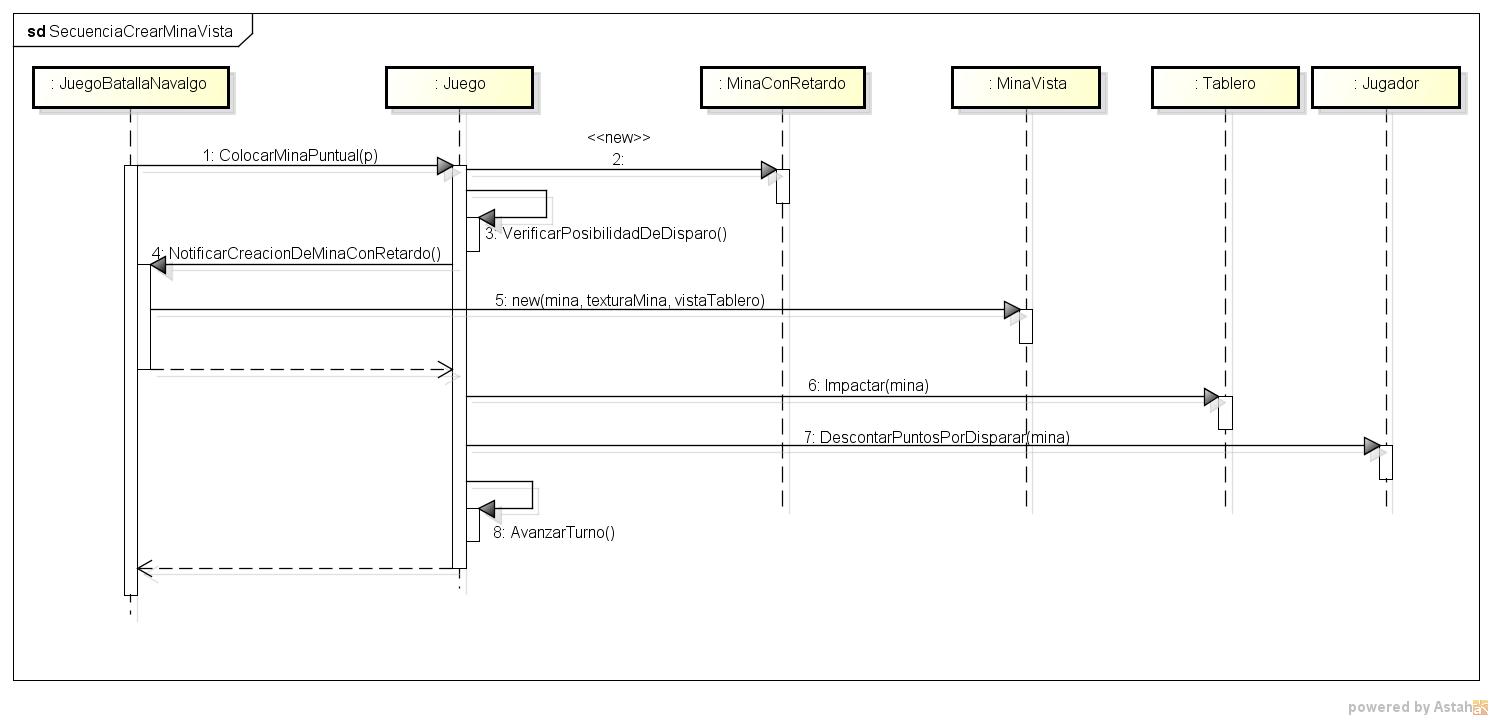 sd SecuenciaCrearMinaVista
: JuegoBatallaNavalgo
: Juego
: MinaConRetardo
: MinaVista
: Tablero
: Jugador
<<new>>
1: ColocarMinaPuntual(p)
2:
3: VerificarPosibilidadDeDisparo()
4: NotificarCreacionDeMinaConRetardo()
5: new(mina, texturaMina, vistaTablero)
6: Impactar(mina)
7: DescontarPuntosPorDisparar(mina)
8: AvanzarTurno()
powered by Astah